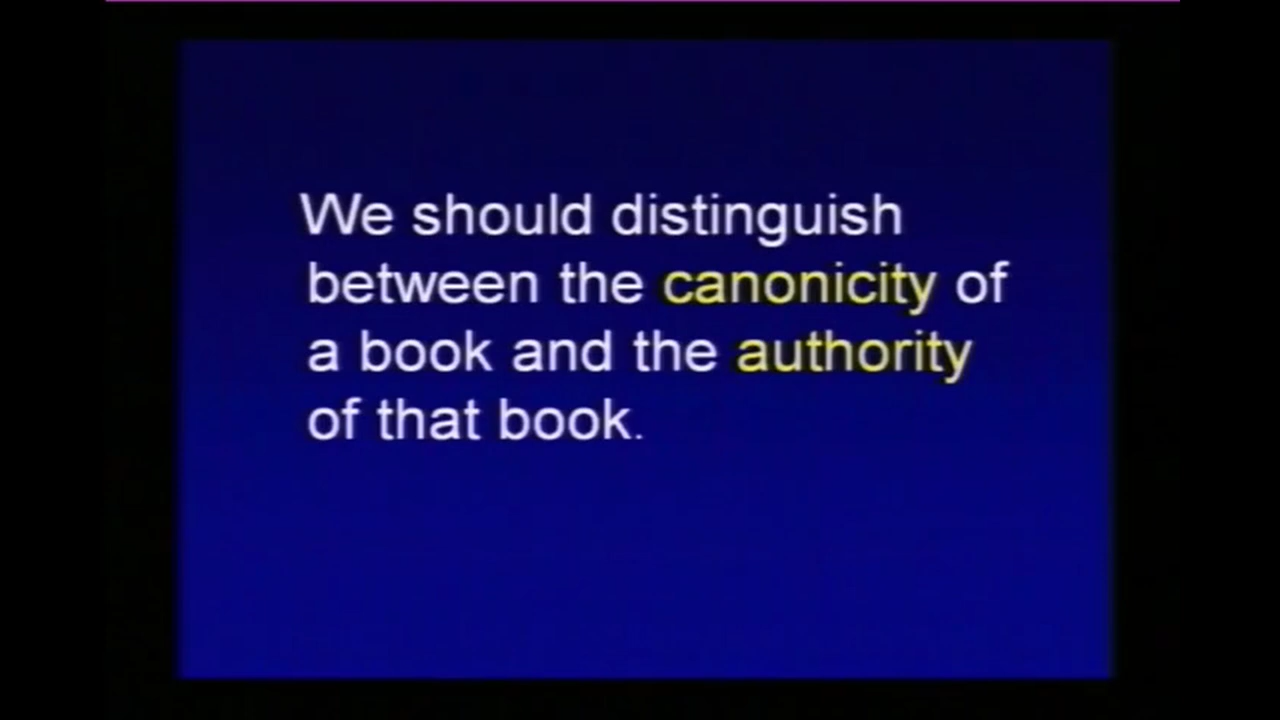 We should distinguish
between the canonicity of
a book and the authority
of that book.